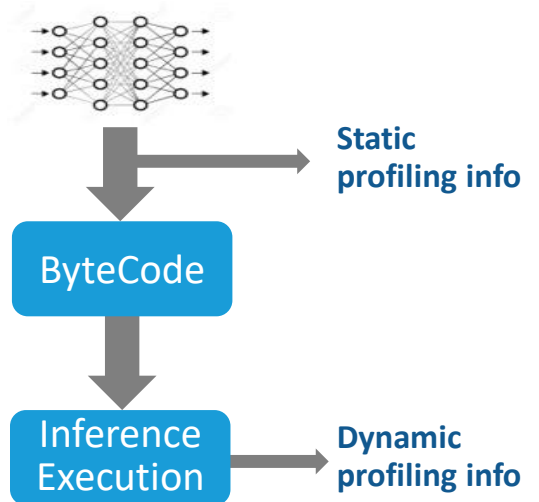 Static
profiling info
ByteCode
Inference
Execution
Dynamic
profiling info